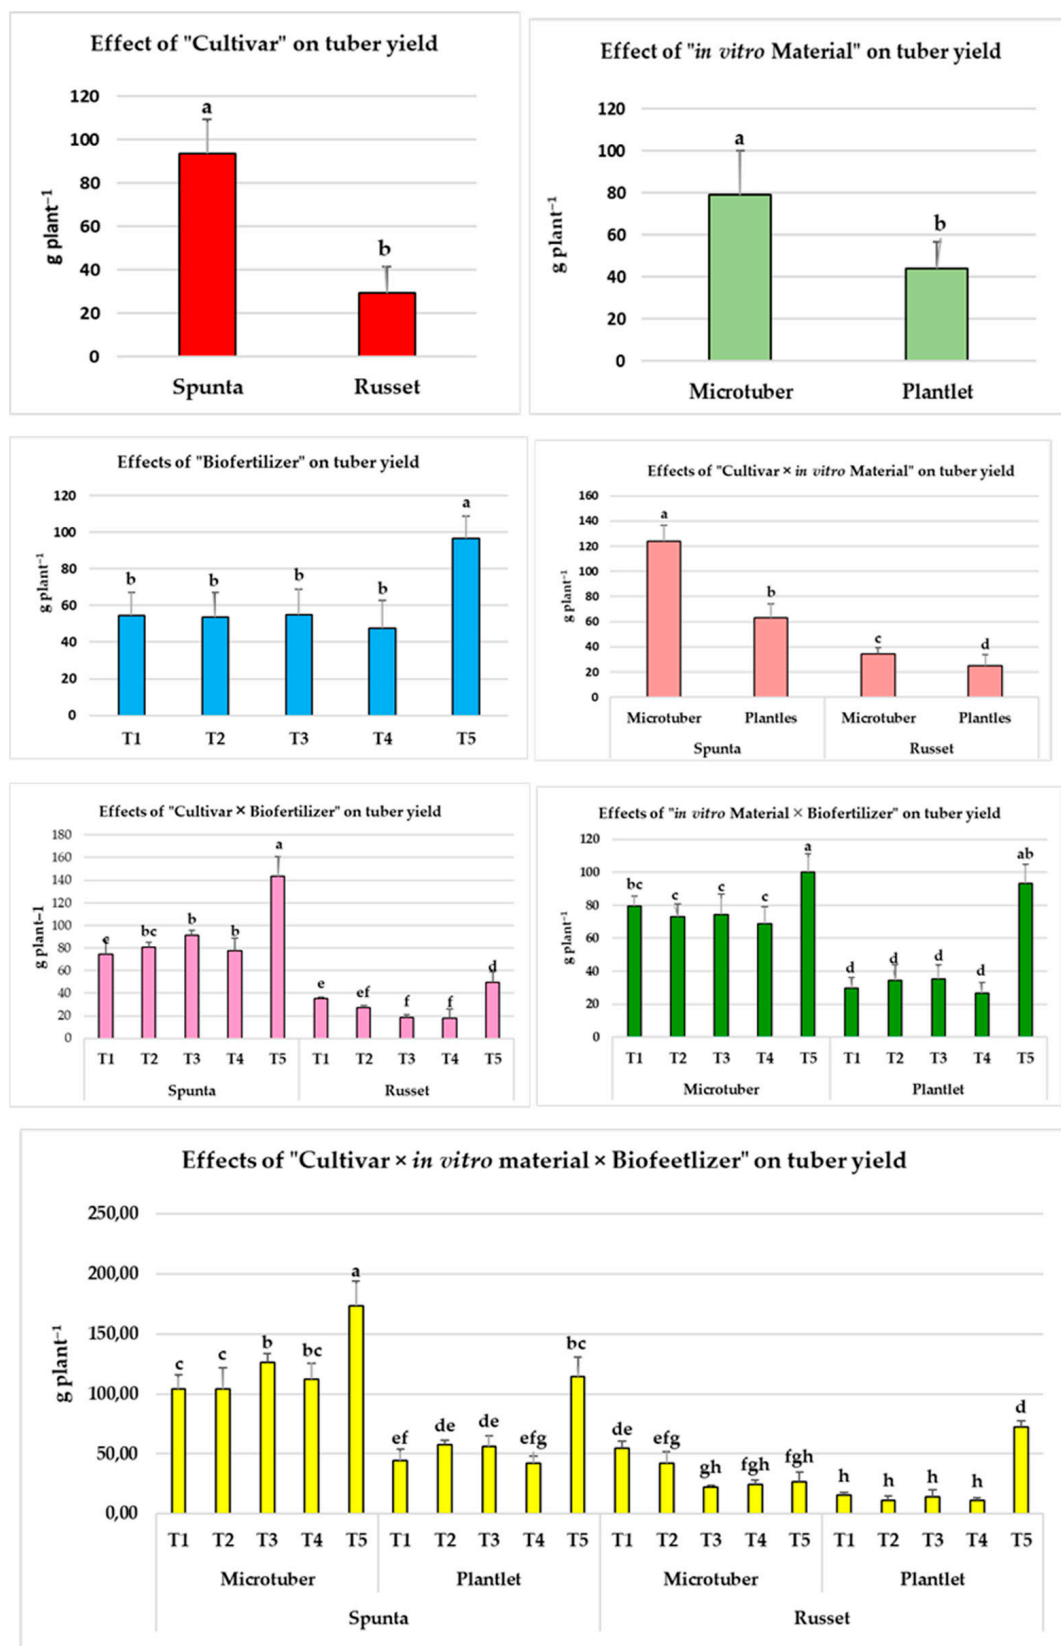 Effect of "Cultivar" on tuber yield
g plant⁻¹
120
100
80
60
40
20
0
a
b
Spunta
Russet
Effect of "in vitro Material" on tuber yield
g plant⁻¹
120
100
80
60
40
20
0
a
b
Microtuber
Plantlet
Effects of "Biofertilizer" on tuber yield
g plant⁻¹
120
100
80
60
40
20
0
b
b
b
b
a
T1
T2
T3
T4
T5
Effects of "Cultivar × in vitro Material" on tuber yield
g plant⁻¹
160
140
120
100
80
60
40
20
0
a
b
c
d
Microtuber
Plantles
Microtuber
Plantles
Spunta
Russet
Effects of "Cultivar × Biofertilizer" on tuber yield
g plant–1
180
160
140
120
100
80
60
40
20
0
c
bc
b
b
a
e
ef
f
f
d
T1
T2
T3
T4
T5
T1
T2
T3
T4
T5
Spunta
Russet
Effects of "in vitro Material × Biofertilizer" on tuber yield
g plant⁻¹
120
100
80
60
40
20
0
bc
c
c
c
a
d
d
d
d
ab
T1
T2
T3
T4
T5
T1
T2
T3
T4
T5
Microtuber
Plantlet
Effects of "Cultivar × in vitro material × Biofeetlizer" on tuber yield
g plant⁻¹
250,00
200,00
150,00
100,00
50,00
0,00
c
c
b
bc
a
ef
de
de
efg
bc
de
efg
gh
fgh
fgh
h
h
h
h
d
T1
T2
T3
T4
T5
T1
T2
T3
T4
T5
T1
T2
T3
T4
T5
T1
T2
T3
T4
T5
Microtuber
Plantlet
Microtuber
Plantlet
Spunta
Russet